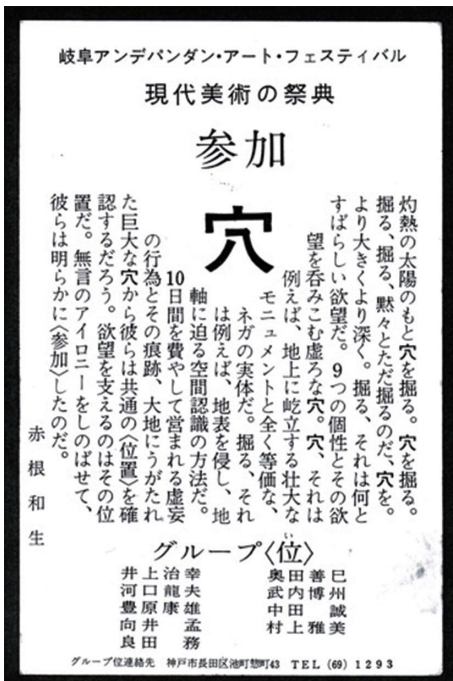 岐阜アンデパンダン・アート・フェスティバル
現代美術の祭典
参加
穴
灼熱の太陽のもと穴を掘る。穴を掘る。
掘る、掘る、黙々とただ掘るのだ、穴を。
より大きくより深く。掘る、それは何と
すばらしい欲望だ。9つの個性とその欲
望を呑みこむ虚ろな穴。穴、それは
例えば、地上に屹立する壮大な
モニュメントと全く等価な、
ネガの実体だ。掘る、それ
は例えば、地表を侵し、地
軸に迫る空間認識の方法だ。
10日間を費やして営まれる虚妄
の行為とその痕跡、大地にうがたれ
た巨大な穴から彼らは共通の〈位置〉を確
認するだろう。欲望を支えるのはその位
置だ。無言のアイロニーをしのばせて、
彼らは明らかに〈参加〉したのだ。
赤根和生
グループ〈位〉
い
井上治幸 奥田善巳
河口龍夫 武内博州
豊原康雄 中田誠
向井孟 村上雅美
良田務
グループ位連絡先 神戸市長田区池町惣町43 TEL (69) 1293